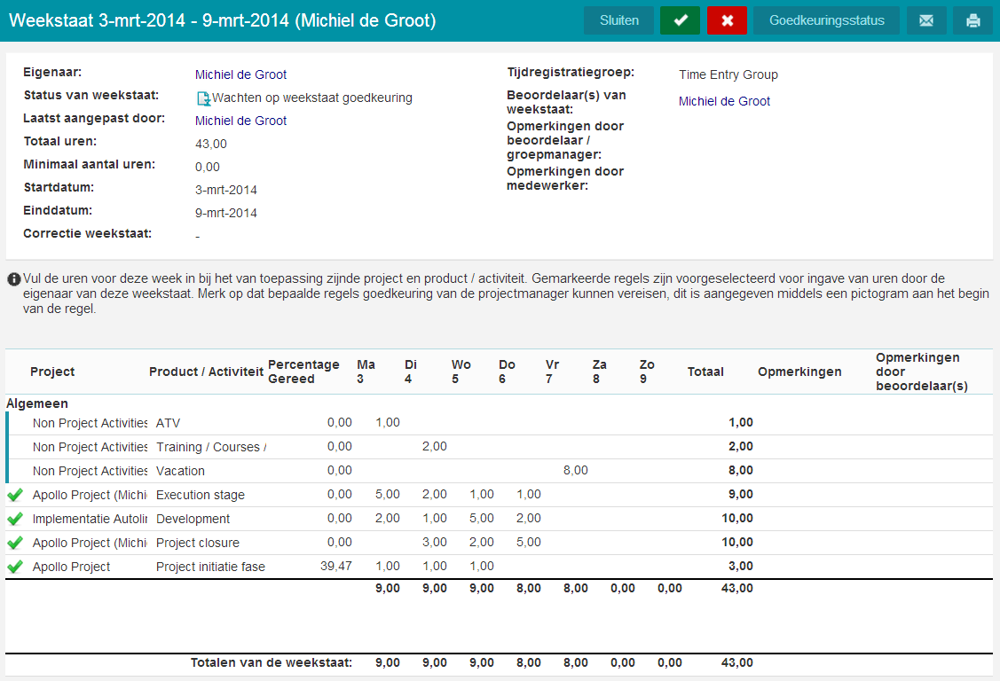 Weekstaat 3-mrt-2014 - 9-mrt-2014 (Michiel de Groot)
Sluiten
Goedkeuringsstatus
Eigenaar: Michiel de Groot
Status van weekstaat: Wachten op weekstaat goedkeuring
Laatst aangepast door: Michiel de Groot
Totaal uren: 43,00
Minimaal aantal uren: 0,00
Startdatum: 3-mrt-2014
Einddatum: 9-mrt-2014
Correctie weekstaat: -
Tijdregistratiegroep: Time Entry Group
Beoordelaar(s) van
weekstaat: Michiel de Groot
Opmerkingen door
beoordelaar /
groepmanager:
Opmerkingen door
medewerker:
Vul de uren voor deze week in bij het van toepassing zijnde project en product / activiteit. Gemarkeerde regels zijn voorgeselecteerd voor ingave van uren door de
eigenaar van deze weekstaat. Merk op dat bepaalde regels goedkeuring van de projectmanager kunnen vereisen, dit is aangegeven middels een pictogram aan het begin
van de regel.
Project Product / Activiteit Percentage Gereed Ma 3 Di 4 Wo 5 Do 6 Vr 7 Za 8 Zo 9 Totaal Opmerkingen Opmerkingen door beoordelaar(s)
Algemeen
Non Project Activities ATV 0,00 1,00 1,00
Non Project Activities Training / Courses / 0,00 2,00 2,00
Non Project Activities Vacation 0,00 8,00 8,00
Apollo Project (Michi Execution stage 0,00 5,00 2,00 1,00 1,00 9,00
Implementatie Autolin Development 0,00 2,00 1,00 5,00 2,00 10,00
Apollo Project (Michi Project closure 0,00 3,00 2,00 5,00 10,00
Apollo Project Project initiatie fase 39,47 1,00 1,00 1,00 3,00
9,00 9,00 9,00 8,00 8,00 0,00 0,00 43,00
Totalen van de weekstaat: 9,00 9,00 9,00 8,00 8,00 0,00 0,00 43,00